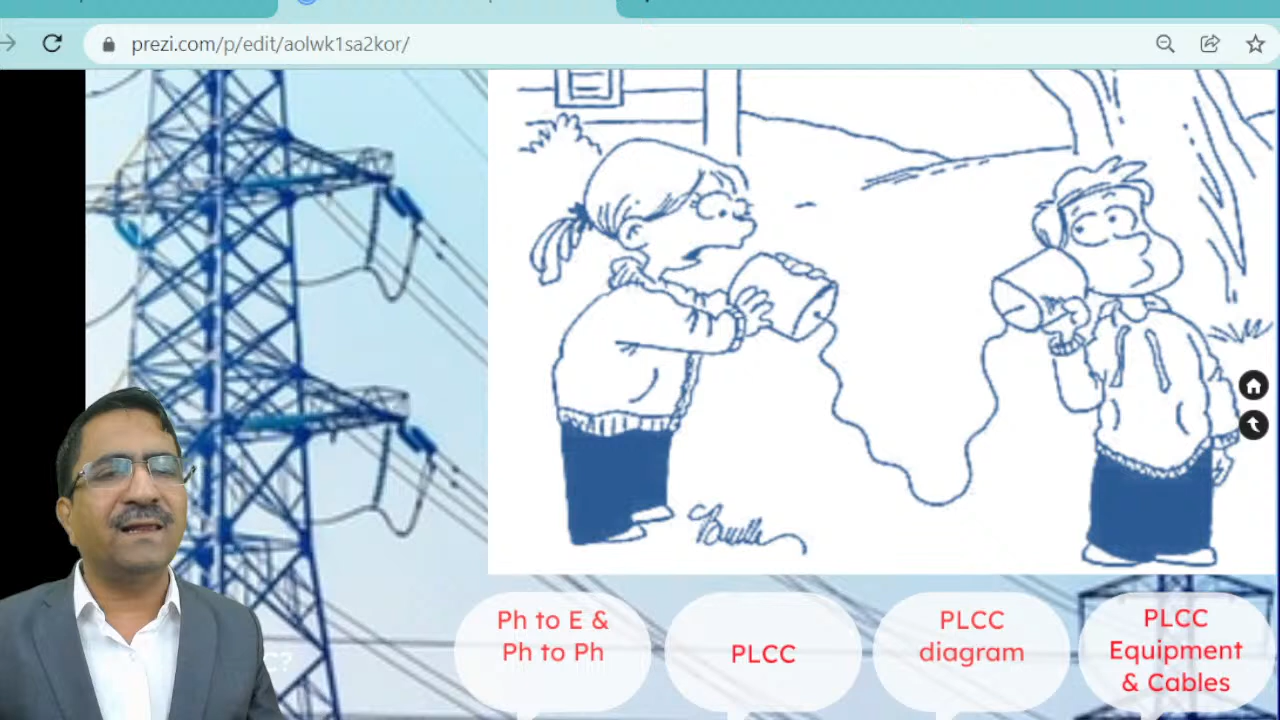 prezi.com/p/edit/aolwk1sa2kor/
Ph to E &
Ph to Ph
PLCC
PLCC
diagram
PLCC
Equipment
& Cables